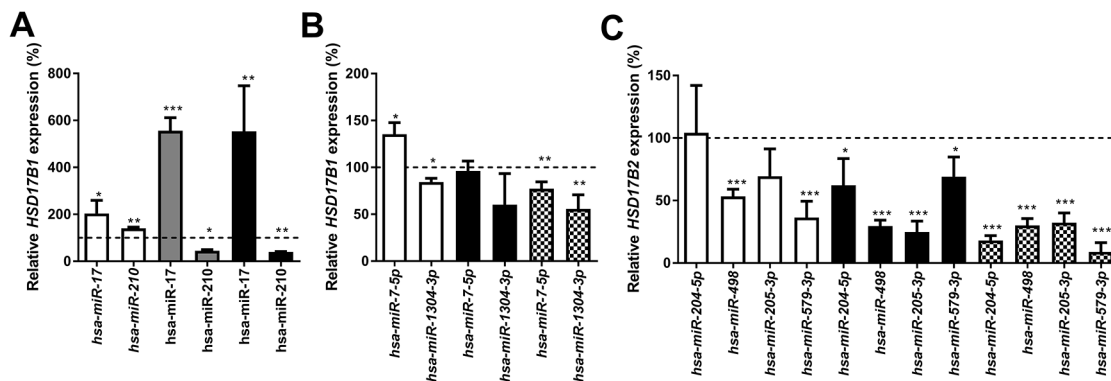 A
Relative HSD17B1 expression (%)
800
600
400
200
100
0
*
**
***
*
**
**
hsa-miR-17
hsa-miR-210
hsa-miR-17
hsa-miR-210
hsa-miR-17
hsa-miR-210
B
Relative HSD17B1 expression (%)
200
150
100
50
0
*
*
**
**
hsa-miR-7-5p
hsa-miR-1304-3p
hsa-miR-7-5p
hsa-miR-1304-3p
hsa-miR-7-5p
hsa-miR-1304-3p
C
Relative HSD17B2 expression (%)
150
100
50
0
***
***
*
***
***
*
***
***
***
***
hsa-miR-204-5p
hsa-miR-498
hsa-miR-205-3p
hsa-miR-579-3p
hsa-miR-204-5p
hsa-miR-498
hsa-miR-205-3p
hsa-miR-579-3p
hsa-miR-204-5p
hsa-miR-498
hsa-miR-205-3p
hsa-miR-579-3p